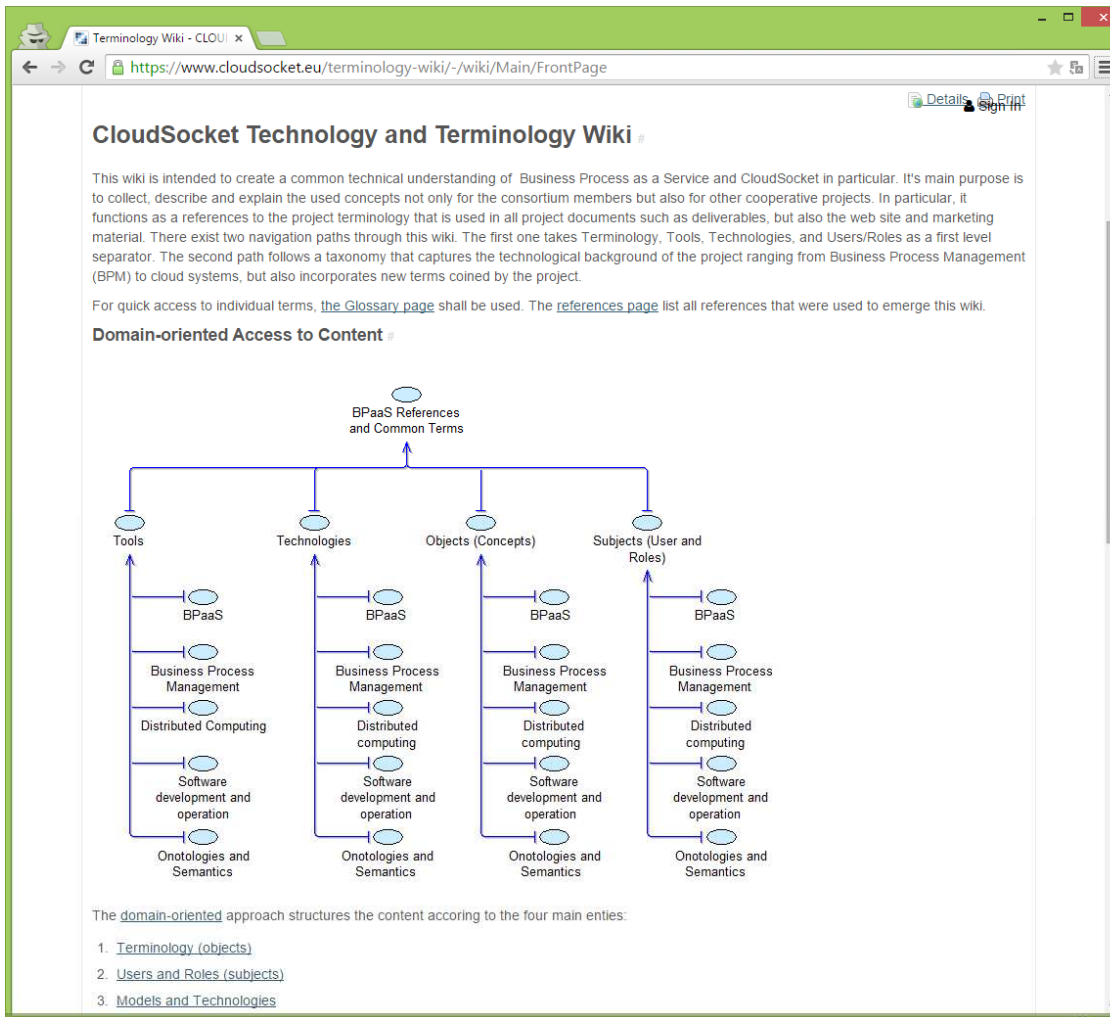 Terminology Wiki - CLOU
https://www.cloudsocket.eu/terminology-wiki/-/wiki/Main/FrontPage
Details Print
Sign In
CloudSocket Technology and Terminology Wiki #
This wiki is intended to create a common technical understanding of Business Process as a Service and CloudSocket in particular. It's main purpose is
to collect, describe and explain the used concepts not only for the consortium members but also for other cooperative projects. In particular, it
functions as a references to the project terminology that is used in all project documents such as deliverables, but also the web site and marketing
material. There exist two navigation paths through this wiki. The first one takes Terminology, Tools, Technologies, and Users/Roles as a first level
separator. The second path follows a taxonomy that captures the technological background of the project ranging from Business Process Management
(BPM) to cloud systems, but also incorporates new terms coined by the project.
For quick access to individual terms, the Glossary page shall be used. The references page list all references that were used to emerge this wiki.
Domain-oriented Access to Content #
BPaaS References
and Common Terms
Tools Technologies Objects (Concepts) Subjects (User and
Roles)
BPaaS BPaaS BPaaS BPaaS
Business Process Business Process Business Process Business Process
Management Management Management Management
Distributed Computing Distributed Distributed Distributed
computing computing computing
Software Software Software Software
development and development and development and development and
operation operation operation operation
Onotologies and Onotologies and Onotologies and Onotologies and
Semantics Semantics Semantics Semantics
The domain-oriented approach structures the content accoring to the four main enties:
1. Terminology (objects)
2. Users and Roles (subjects)
3. Models and Technologies